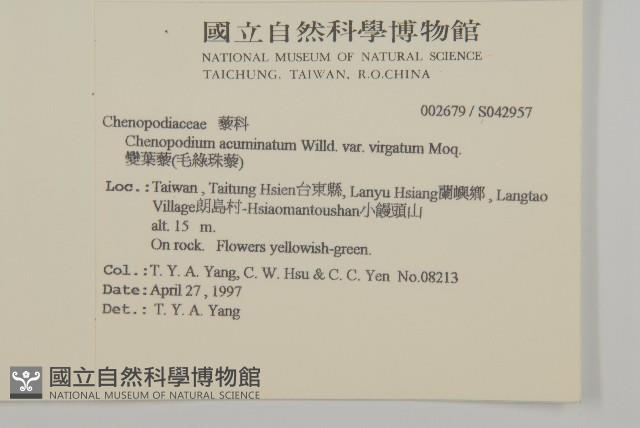 國立自然科學博物館
NATIONAL MUSEUM OF NATURAL SCIENCE
TAICHUNG, TAIWAN, R.O.CHINA
002679 / S042957
Chenopodiaceae 藜科
Chenopodium acuminatum Willd. var. virgatum Moq.
變葉藜(毛綠珠藜)
Loc.:Taiwan , Taitung Hsien台東縣, Lanyu Hsiang蘭嶼鄉 , Langtao
Village朗島村-Hsiaomantoushan小饅頭山
alt. 15 m.
On rock. Flowers yellowish-green.
Col.:T. Y. A. Yang, C. W. Hsu & C. C. Yen No.08213
Date:April 27 , 1997
Det.: T. Y. A. Yang
國立自然科學博物館
NATIONAL MUSEUM OF NATURAL SCIENCE